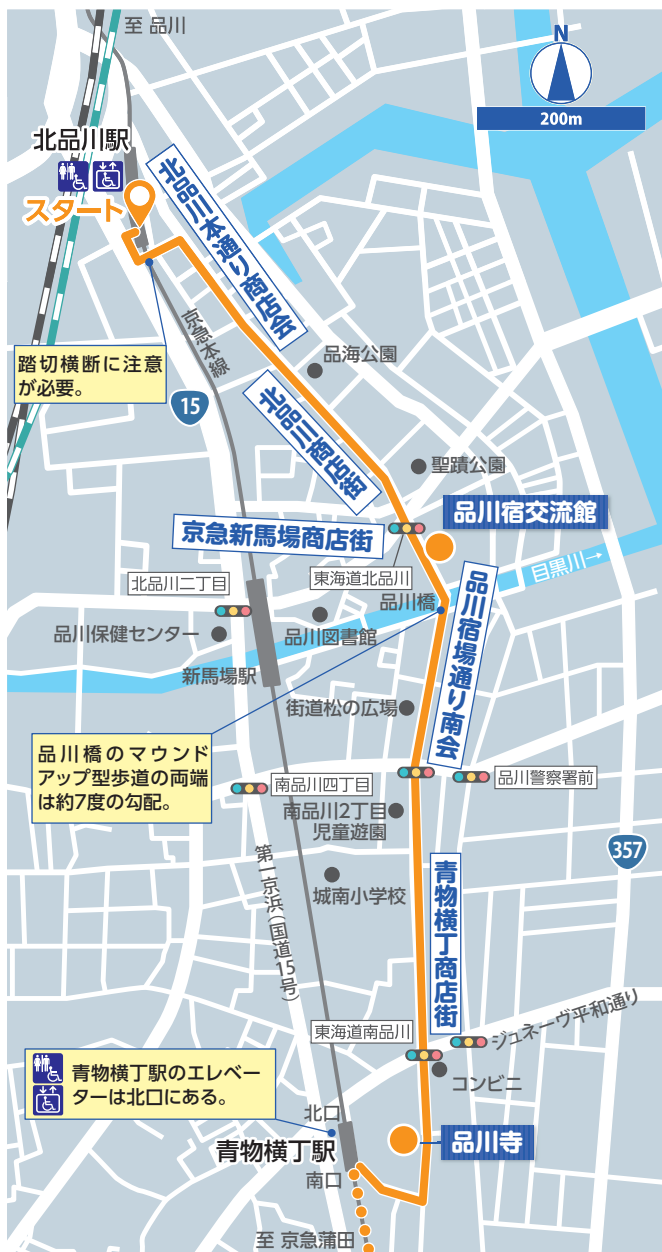 至 品川
N
200m
北品川駅
スタート
北品川本通り商店会
京急本線
踏切横断に注意
が必要。
15
品海公園
北品川商店街
聖蹟公園
品川宿交流館
京急新馬場商店街
東海道北品川
目黒川→
北品川二丁目
品川橋
品川保健センター
品川図書館
新馬場駅
品川宿場通り南会
街道松の広場
品川橋のマウンド
アップ型歩道の両端
は約7度の勾配。
南品川四丁目
品川警察署前
南品川2丁目
児童遊園
357
第一京浜(国道15号)
城南小学校
青物横丁商店街
東海道南品川
ジュネーヴ平和通り
コンビニ
青物横丁駅のエレベー
ターは北口にある。
北口
青物横丁駅
品川寺
南口
至 京急蒲田